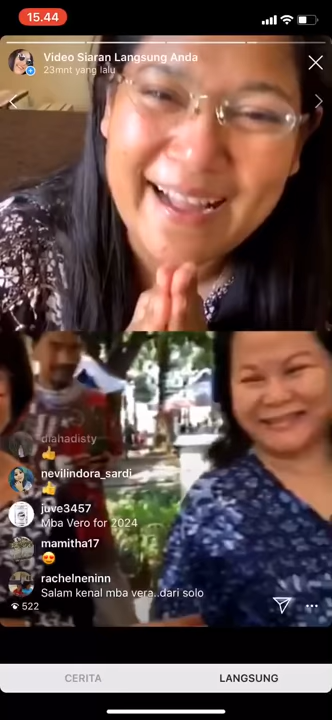 15.44
Video Siaran Langsung Anda
23mnt yang lalu
diahadisty
nevilindora_sardi
juve3457
Mba Vero for 2024
mamitha17
rachelneninn
Salam kenal mba vera..dari solo
522
CERITA
LANGSUNG